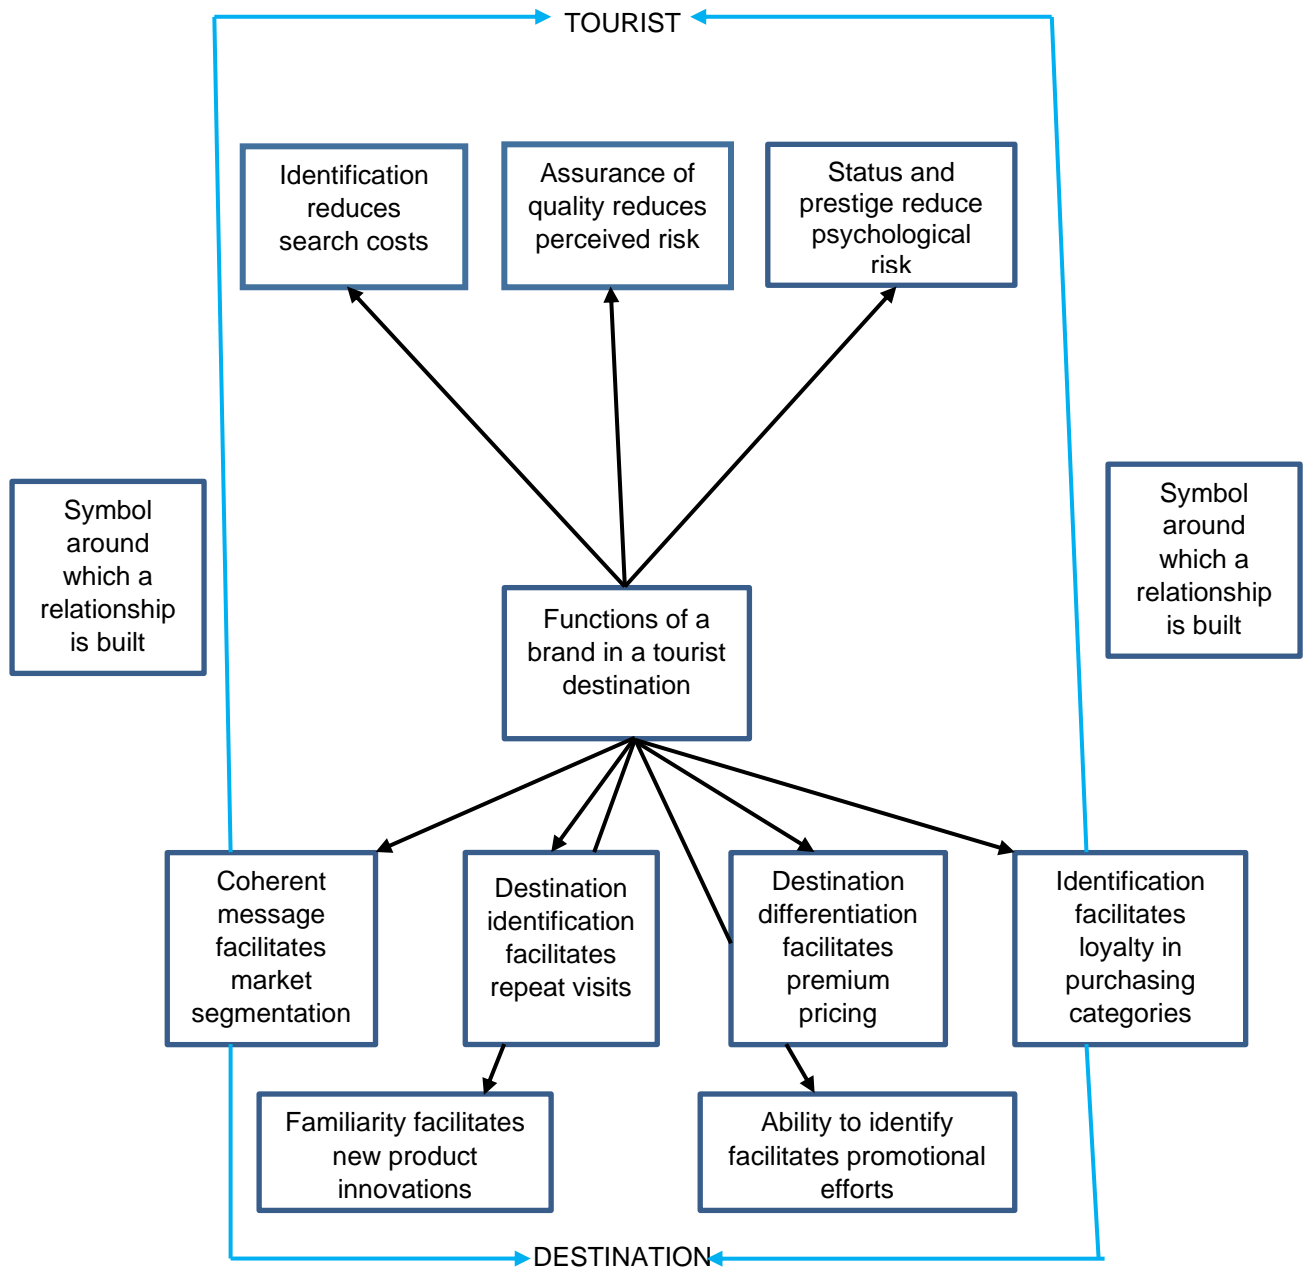 TOURIST
Identification
reduces
search costs
Assurance of
quality reduces
perceived risk
Status and
prestige reduce
psychological
risk
Symbol
around
which a
relationship
is built
Symbol
around
which a
relationship
is built
Functions of a
brand in a tourist
destination
Coherent
message
facilitates
market
segmentation
Destination
identification
facilitates
repeat visits
Destination
differentiation
facilitates
premium
pricing
Identification
facilitates
loyalty in
purchasing
categories
Familiarity facilitates
new product
innovations
Ability to identify
facilitates promotional
efforts
DESTINATION